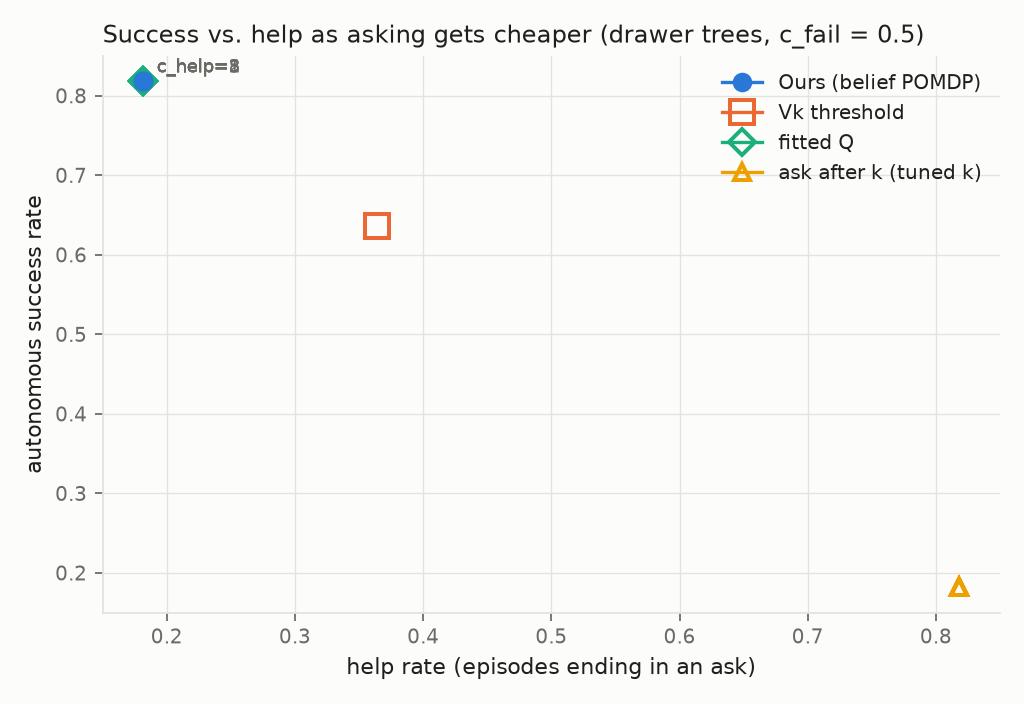 Success vs. help as asking gets cheaper (drawer trees, c_fail = 0.5)
c_help=
Ours (belief POMDP)
Vk threshold
fitted Q
ask after k (tuned k)
autonomous success rate
0.8
0.7
0.6
0.5
0.4
0.3
0.2
0.2 0.3 0.4 0.5 0.6 0.7 0.8
help rate (episodes ending in an ask)